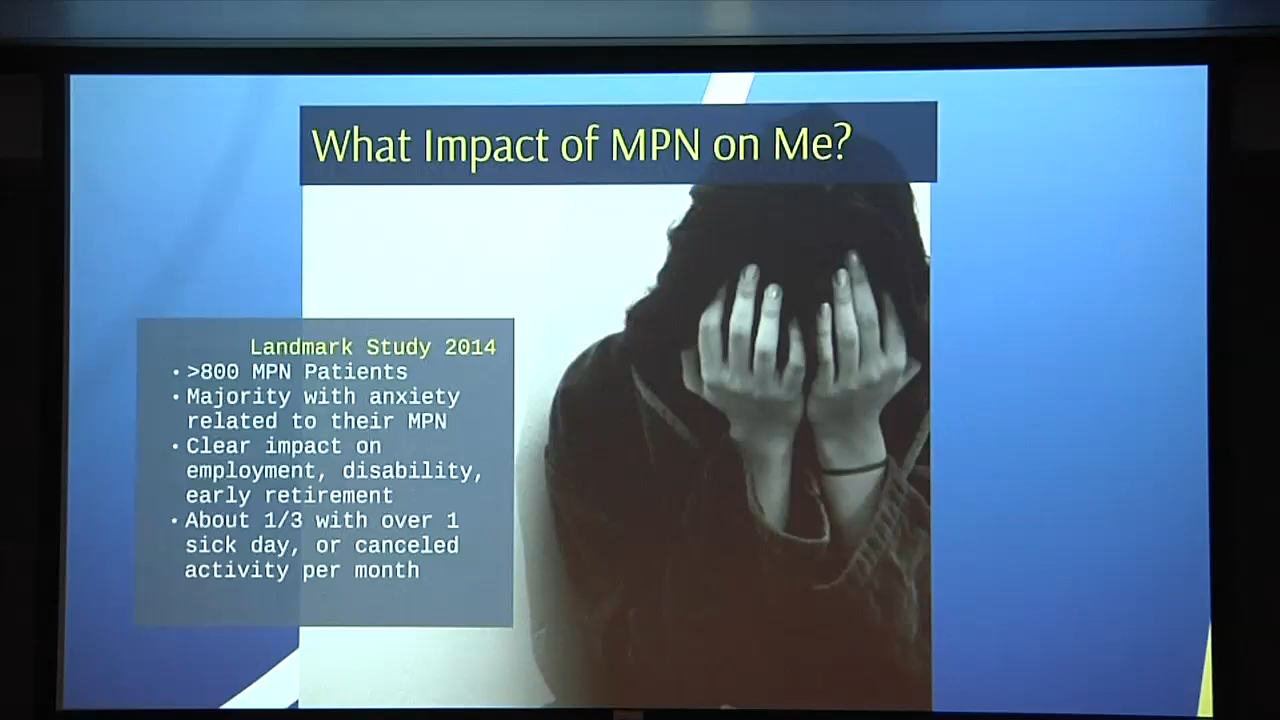 What Impact of MPN on Me?
Landmark Study 2014
• >800 MPN Patients
• Majority with anxiety
related to their MPN
• Clear impact on
employment, disability,
early retirement
• About 1/3 with over 1
sick day, or canceled
activity per month